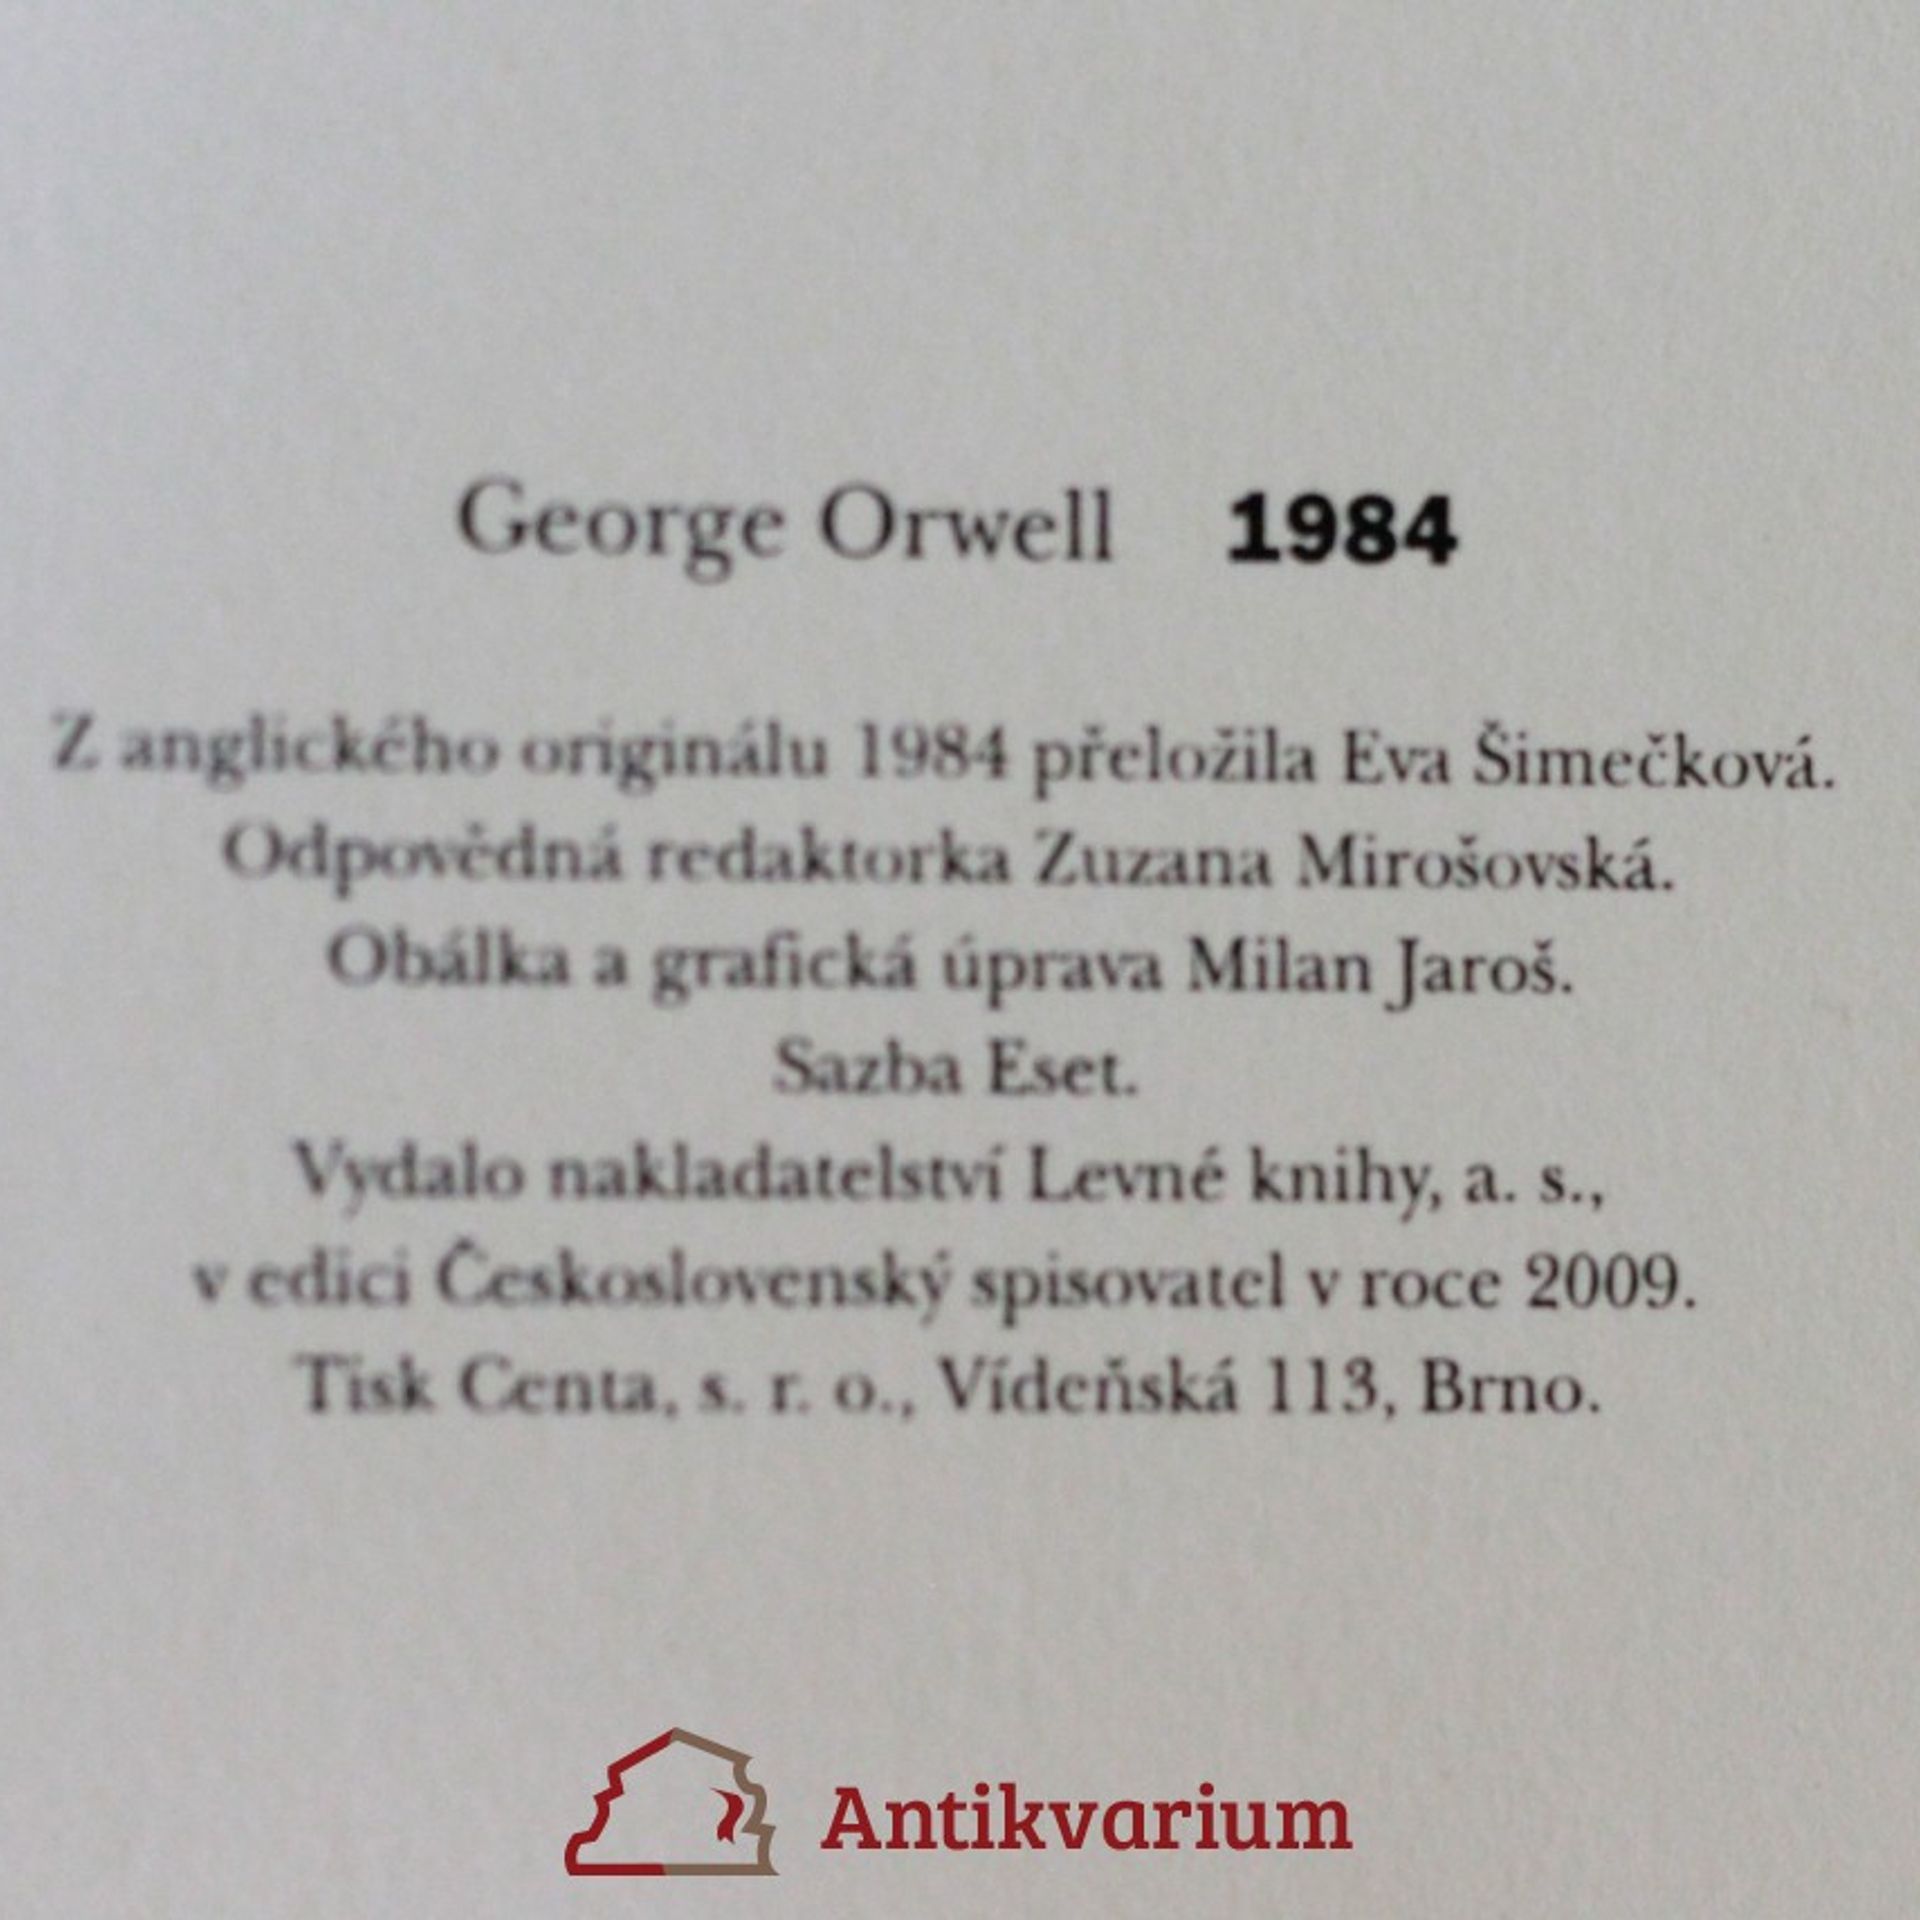 George Orwell 1984
Z anglického originálu 1984 přeložila Eva Šimečková.
Odpovědná redaktorka Zuzana Mirošovská.
Obálka a grafická úprava Milan Jaroš.
Sazba Eset.
Vydalo nakladatelství Levné knihy, a. s.,
v edici Československý spisovatel v roce 2009.
Tisk Centa, s. r. o., Vídeňská 113, Brno.
Antikvarium